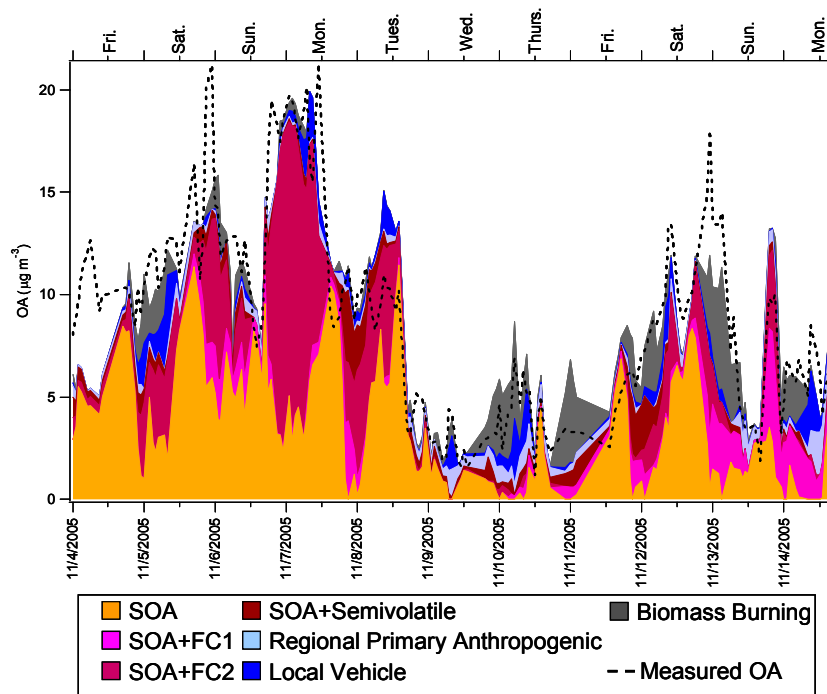 Fri. Sat. Sun. Mon. Tues. Wed. Thurs. Fri. Sat. Sun. Mon.
20
15
10
5
0
OA (μg m⁻³)
11/4/2005 11/5/2005 11/6/2005 11/7/2005 11/8/2005 11/9/2005 11/10/2005 11/11/2005 11/12/2005 11/13/2005 11/14/2005
SOA SOA+Semivolatile Biomass Burning
SOA+FC1 Regional Primary Anthropogenic
SOA+FC2 Local Vehicle Measured OA